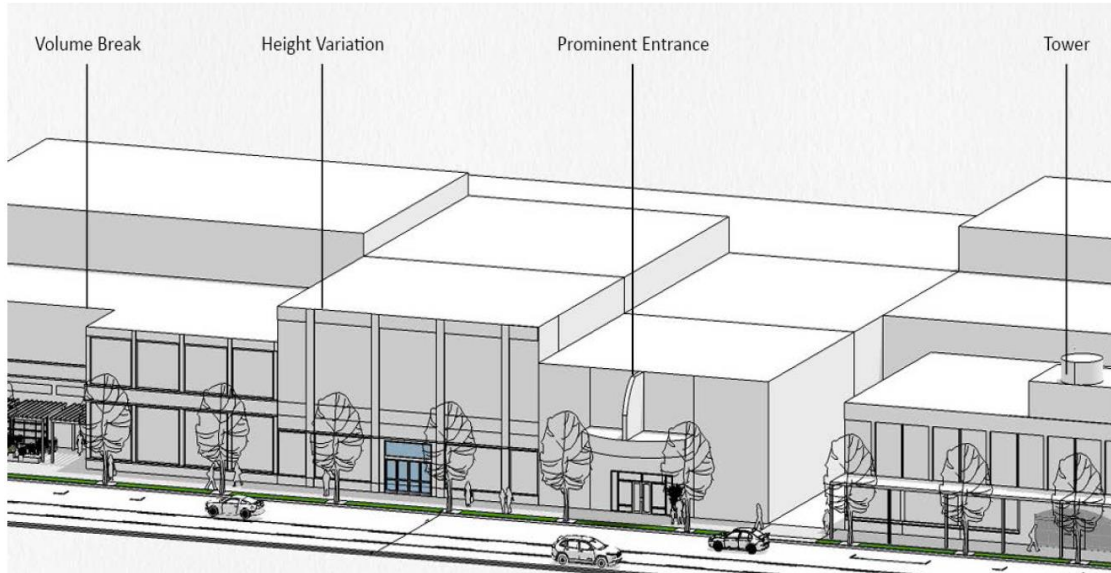 Volume Break
Height Variation
Prominent Entrance
Tower